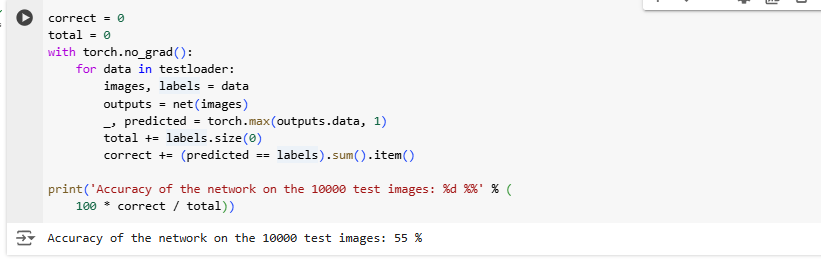 correct = 0
total = 0
with torch.no_grad():
    for data in testloader:
        images, labels = data
        outputs = net(images)
        _, predicted = torch.max(outputs.data, 1)
        total += labels.size(0)
        correct += (predicted == labels).sum().item()

print('Accuracy of the network on the 10000 test images: %d %%' % (
    100 * correct / total))
Accuracy of the network on the 10000 test images: 55 %